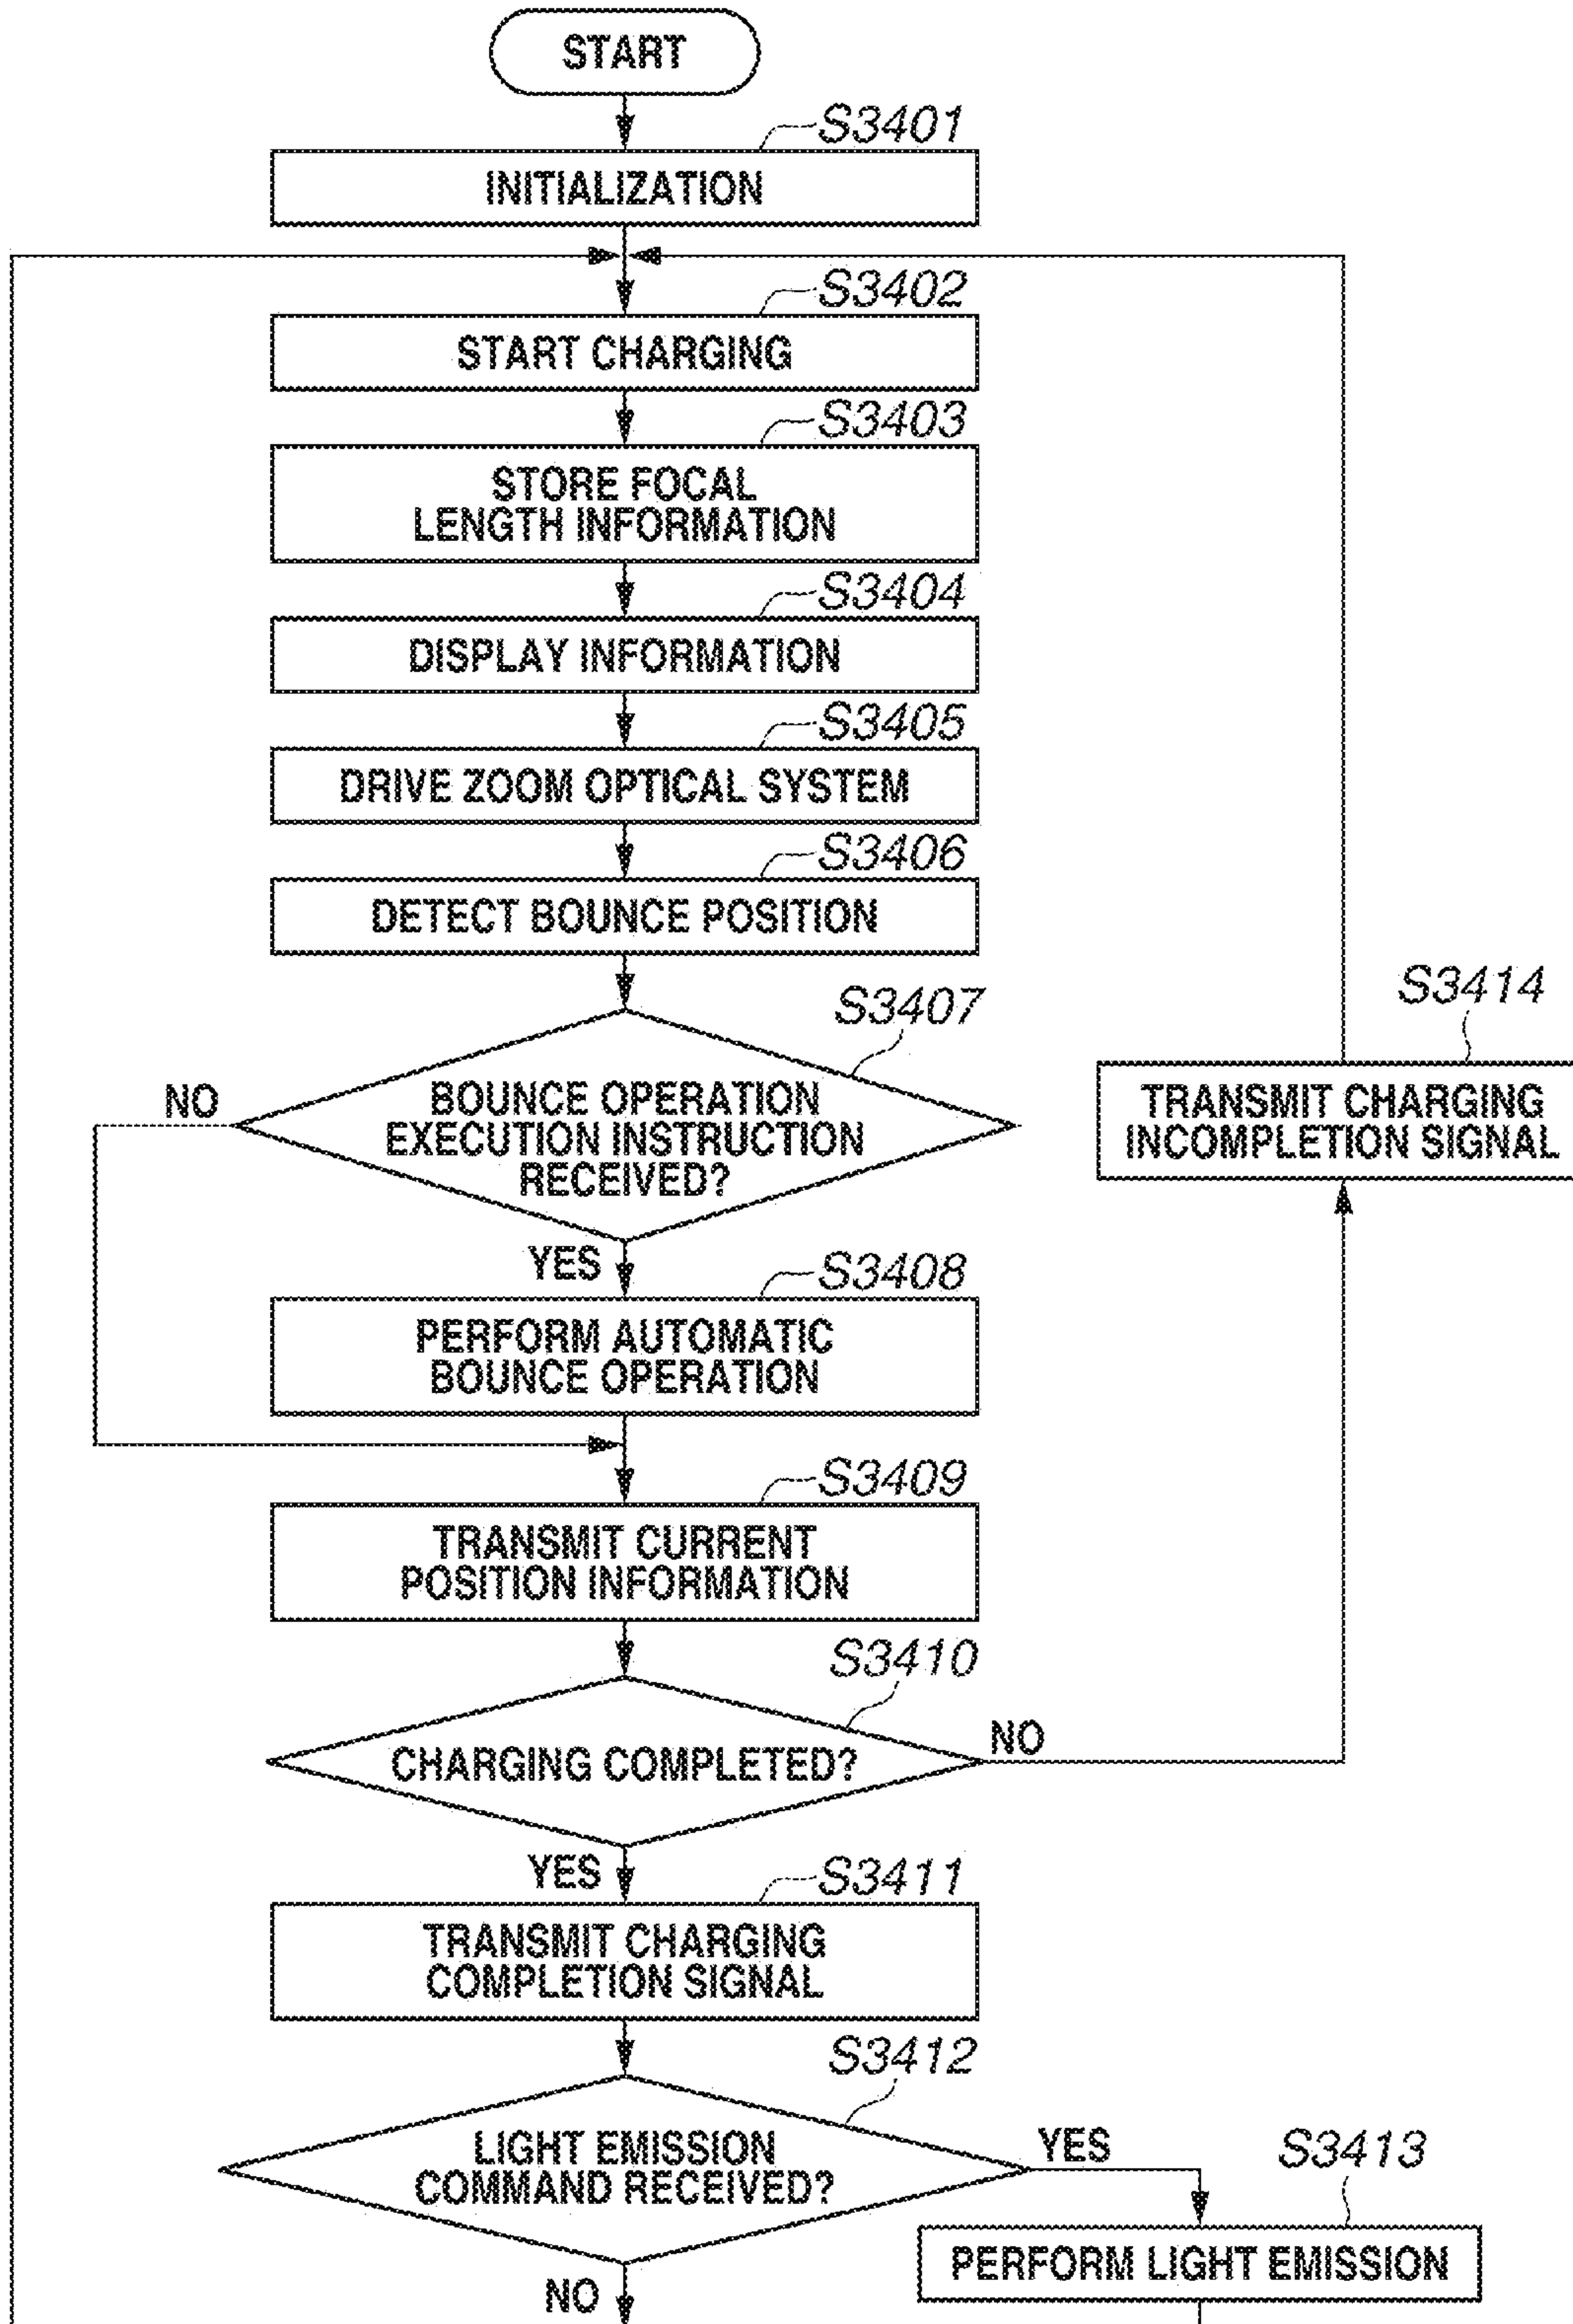 START
S3401
INITIALIZATION
S3402
START CHARGING
S3403
STORE FOCAL
LENGTH INFORMATION
S3404
DISPLAY INFORMATION
S3405
DRIVE ZOOM OPTICAL SYSTEM
S3406
DETECT BOUNCE POSITION
S3407
S3414
NO
BOUNCE OPERATION
EXECUTION INSTRUCTION
RECEIVED?
TRANSMIT CHARGING
INCOMPLETION SIGNAL
YES
S3408
PERFORM AUTOMATIC
BOUNCE OPERATION
S3409
TRANSMIT CURRENT
POSITION INFORMATION
S3410
CHARGING COMPLETED?
NO
YES
S3411
TRANSMIT CHARGING
COMPLETION SIGNAL
S3412
LIGHT EMISSION
COMMAND RECEIVED?
YES
S3413
PERFORM LIGHT EMISSION
NO